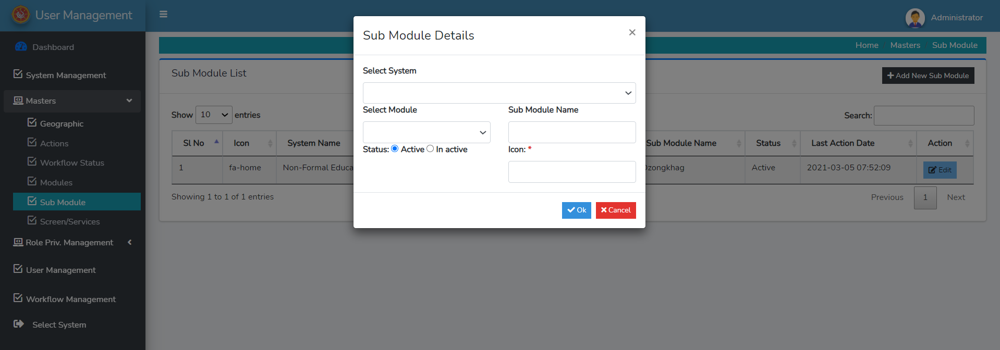 User Management
Administrator
Dashboard
System Management
Masters
Geographic
Actions
Workflow Status
Modules
Sub Module
Screen/Services
Role Priv. Management
User Management
Workflow Management
Select System
Home Masters Sub Module
Sub Module List
Add New Sub Module
Show 10 entries
Search:
Sl No Icon System Name Sub Module Name Status Last Action Date Action
1 fa-home Non-Formal Active 2021-03-05 07:52:09 Edit
Showing 1 to 1 of 1 entries
Previous 1 Next
Sub Module Details
×
Select System
Select Module
Sub Module Name
Status: Active In active
Icon: *
Ok Cancel